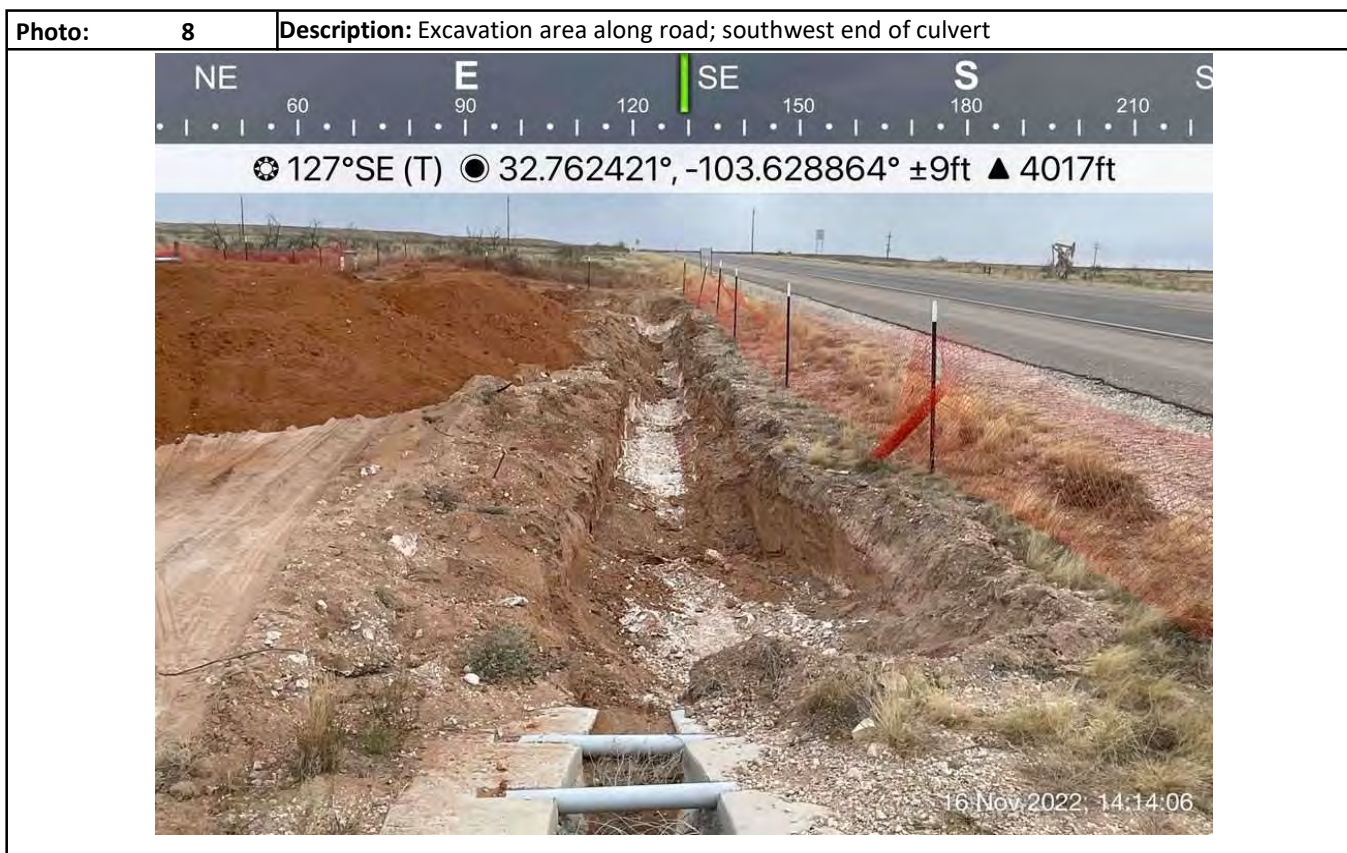 Photo: 8 Description: Excavation area along road; southwest end of culvert
NE E SE S S
60 90 120 150 180 210
127°SE (T) 32.762421°, -103.628864° ±9ft ▲ 4017ft
16 Nov 2022, 14:14:06